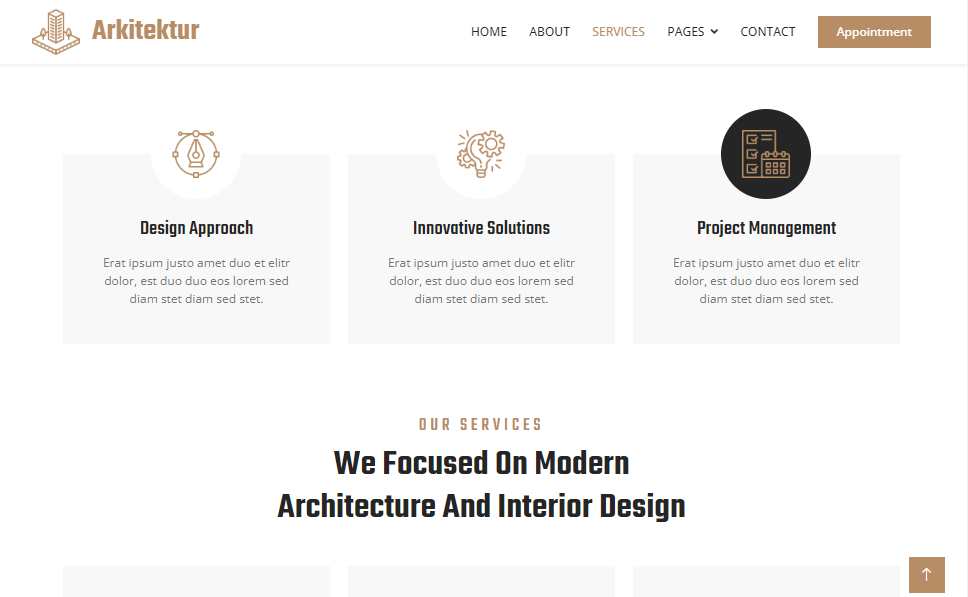 Arkitektur
HOME ABOUT SERVICES PAGES CONTACT Appointment
Design Approach
Erat ipsum justo amet duo et elitr
dolor, est duo duo eos lorem sed
diam stet diam sed stet.
Innovative Solutions
Erat ipsum justo amet duo et elitr
dolor, est duo duo eos lorem sed
diam stet diam sed stet.
Project Management
Erat ipsum justo amet duo et elitr
dolor, est duo duo eos lorem sed
diam stet diam sed stet.
OUR SERVICES
We Focused On Modern
Architecture And Interior Design